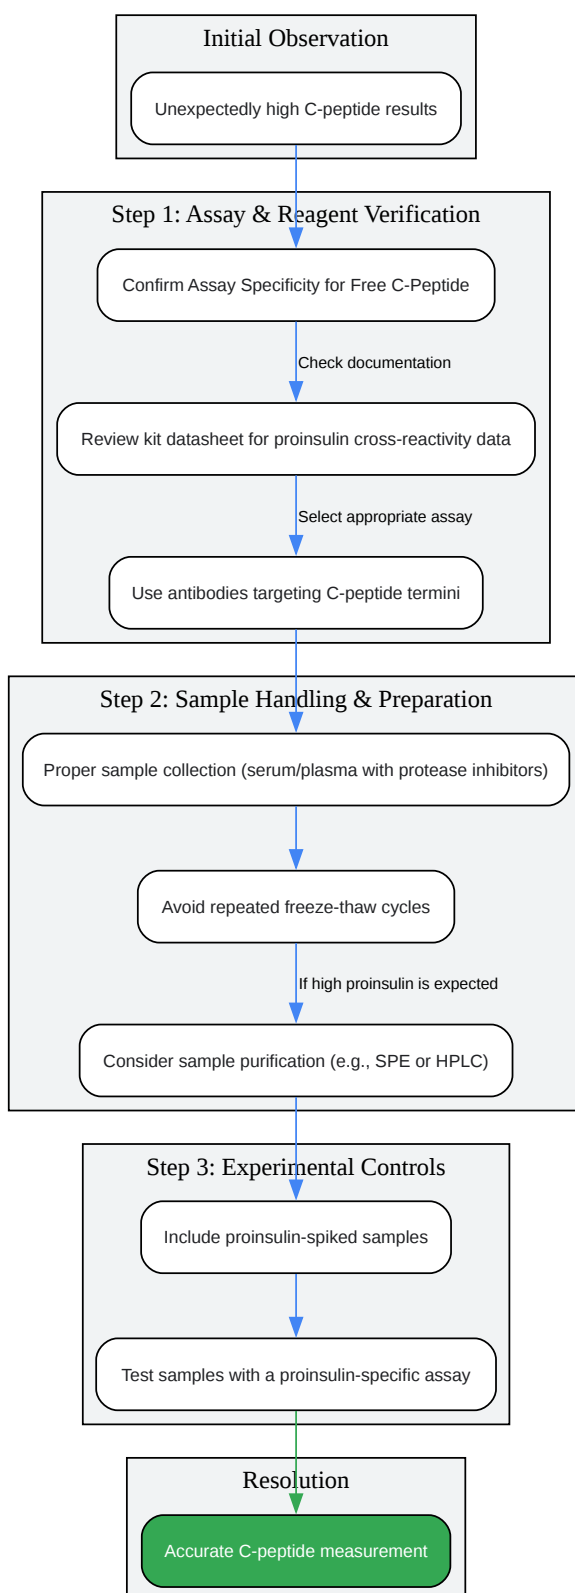 Initial Observation
Unexpectedly high C-peptide results
Step 1: Assay & Reagent Verification
Confirm Assay Specificity for Free C-Peptide
Check documentation
Review kit datasheet for proinsulin cross-reactivity data
Select appropriate assay
Use antibodies targeting C-peptide termini
Step 2: Sample Handling & Preparation
Proper sample collection (serum/plasma with protease inhibitors)
Avoid repeated freeze-thaw cycles
If high proinsulin is expected
Consider sample purification (e.g., SPE or HPLC)
Step 3: Experimental Controls
Include proinsulin-spiked samples
Test samples with a proinsulin-specific assay
Resolution
Accurate C-peptide measurement